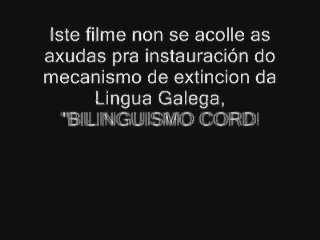 Iste filme non se acolle as
axudas pra instauración do
mecanismo de extincion da
Lingua Galega,
"BILINGUISMO CORDI